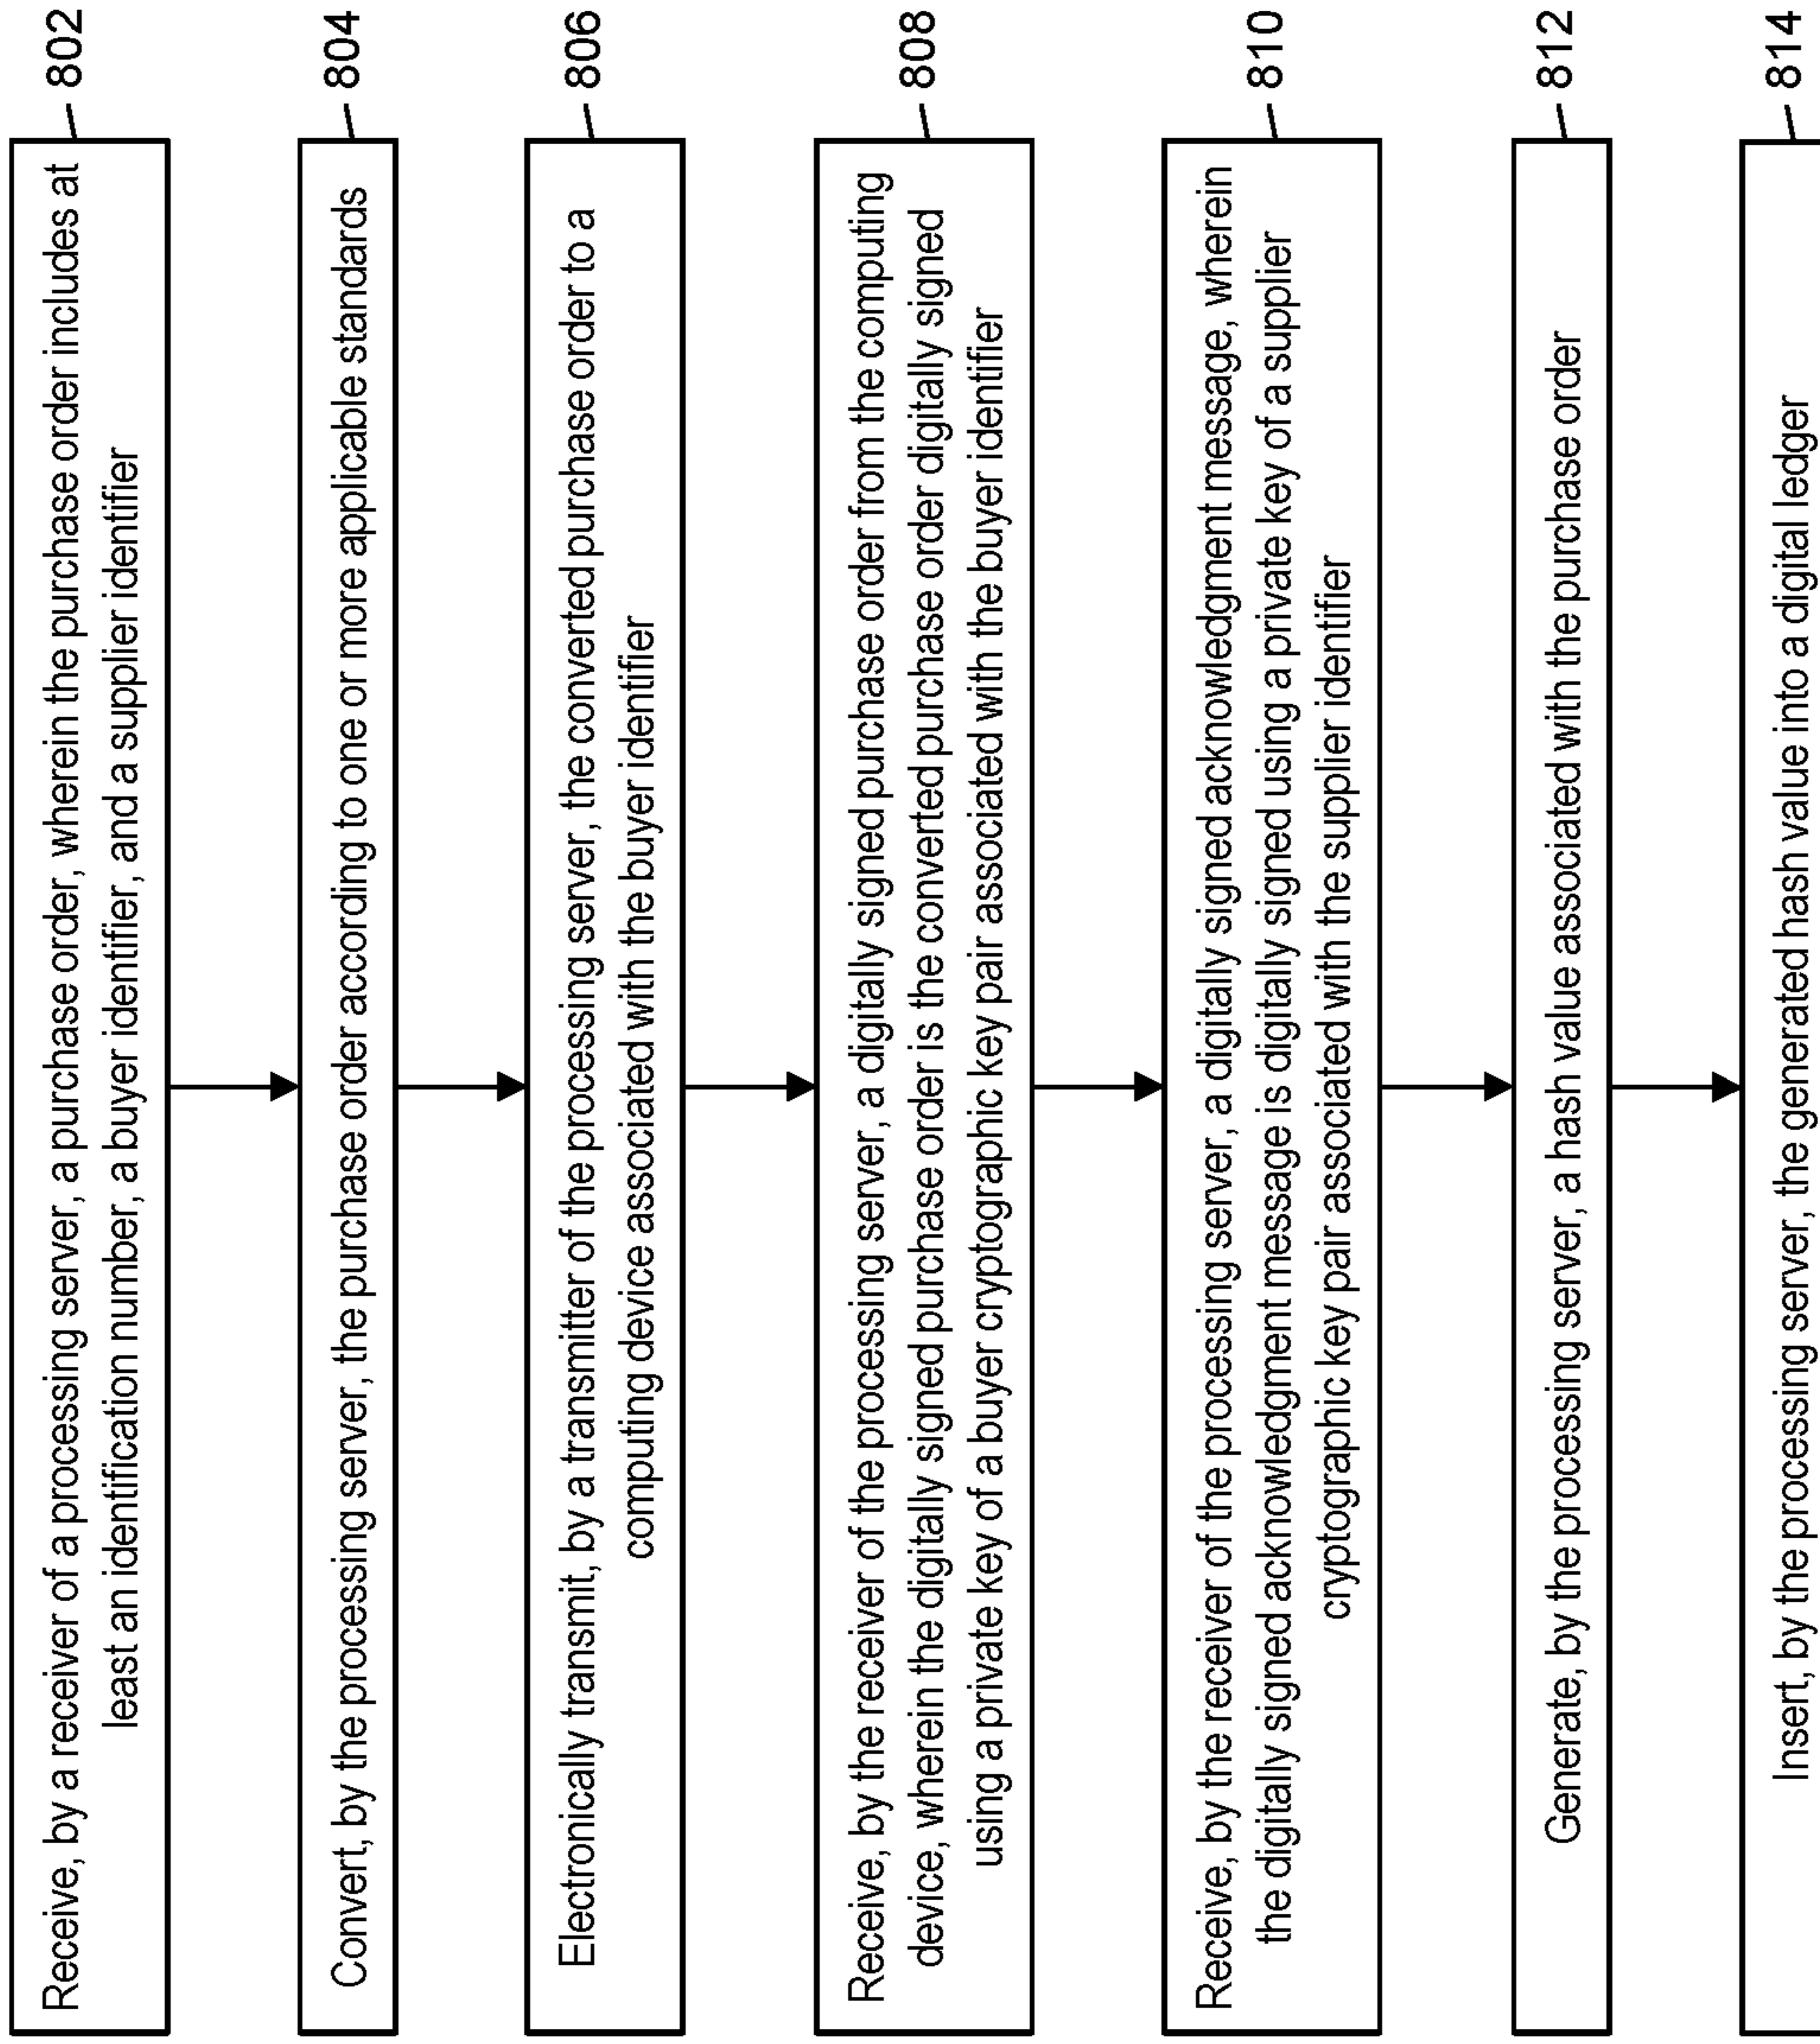 Receive, by a receiver of a processing server, a purchase order, wherein the purchase order includes at
least an identification number, a buyer identifier, and a supplier identifier
802
Convert, by the processing server, the purchase order according to one or more applicable standards
804
Electronically transmit, by a transmitter of the processing server, the converted purchase order to a
computing device associated with the buyer identifier
806
Receive, by the receiver of the processing server, a digitally signed purchase order from the computing
device, wherein the digitally signed purchase order is the converted purchase order digitally signed
using a private key of a buyer cryptographic key pair associated with the buyer identifier
808
Receive, by the receiver of the processing server, a digitally signed acknowledgment message, wherein
the digitally signed acknowledgment message is digitally signed using a private key of a supplier
cryptographic key pair associated with the supplier identifier
810
Generate, by the processing server, a hash value associated with the purchase order
812
Insert, by the processing server, the generated hash value into a digital ledger
814